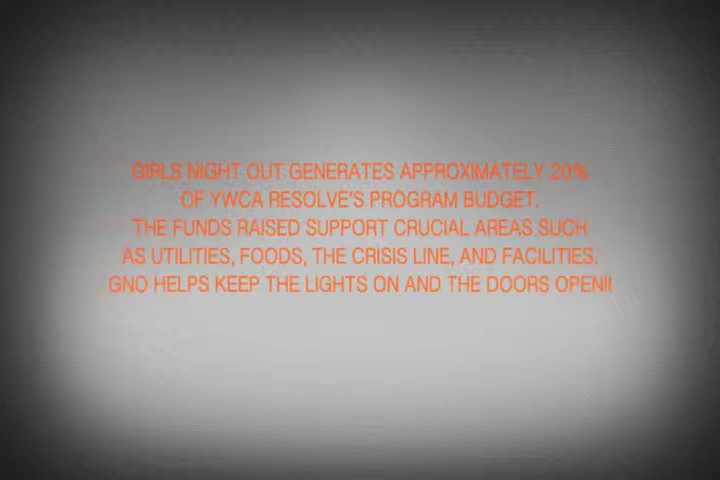 GIRLS NIGHT OUT GENERATES APPROXIMATELY 20%
OF YWCA RESOLVE'S PROGRAM BUDGET.
THE FUNDS RAISED SUPPORT CRUCIAL AREAS SUCH
AS UTILITIES, FOODS, THE CRISIS LINE, AND FACILITIES.
GNO HELPS KEEP THE LIGHTS ON AND THE DOORS OPEN!!